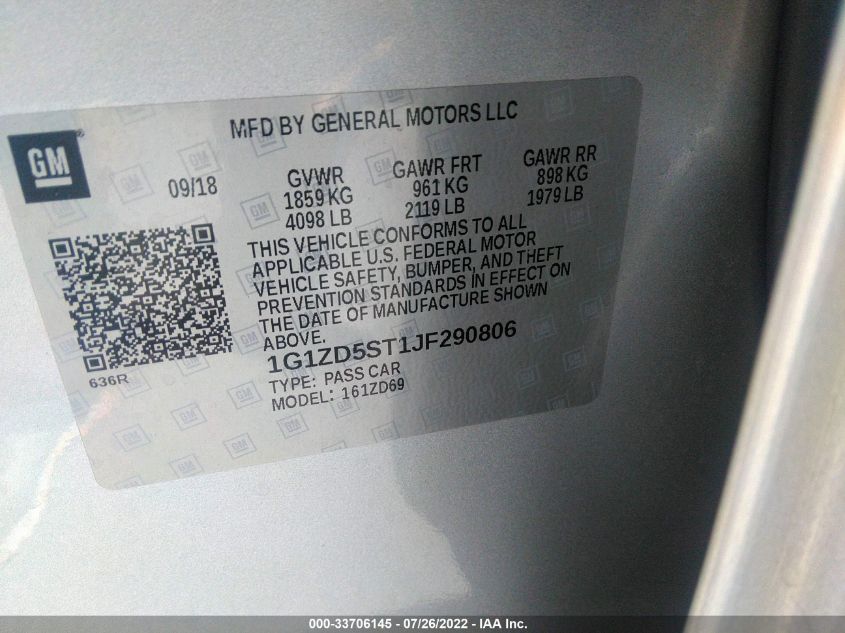 MFD BY GENERAL MOTORS LLC
GM®
09/18
GVWR GAWR FRT GAWR RR
1859 KG 961 KG 898 KG
4098 LB 2119 LB 1979 LB
THIS VEHICLE CONFORMS TO ALL
APPLICABLE U.S. FEDERAL MOTOR
VEHICLE SAFETY, BUMPER, AND THEFT
PREVENTION STANDARDS IN EFFECT ON
THE DATE OF MANUFACTURE SHOWN
ABOVE.
1G1ZD5ST1JF290806
TYPE: PASS CAR
MODEL: 161ZD69
636R
000-33706145 - 07/26/2022 - IAA Inc.